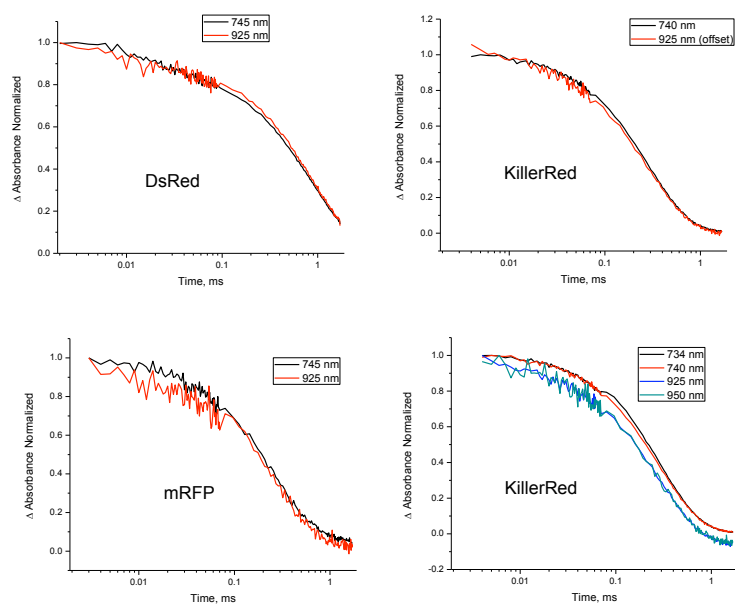 745 nm
925 nm
1.0
0.8
0.6
0.4
0.2
0.0
0.01
0.1
1
Δ Absorbance Normalized
Time, ms
DsRed
740 nm
925 nm (offset)
1.2
1.0
0.8
0.6
0.4
0.2
0.0
0.01
0.1
1
Δ Absorbance Normalized
Time, ms
KillerRed
745 nm
925 nm
1.0
0.8
0.6
0.4
0.2
0.0
0.01
0.1
1
Δ Absorbance Normalized
Time, ms
mRFP
734 nm
740 nm
925 nm
950 nm
1.0
0.8
0.6
0.4
0.2
0.0
-0.2
0.01
0.1
1
Δ Absorbance Normalized
Time, ms
KillerRed